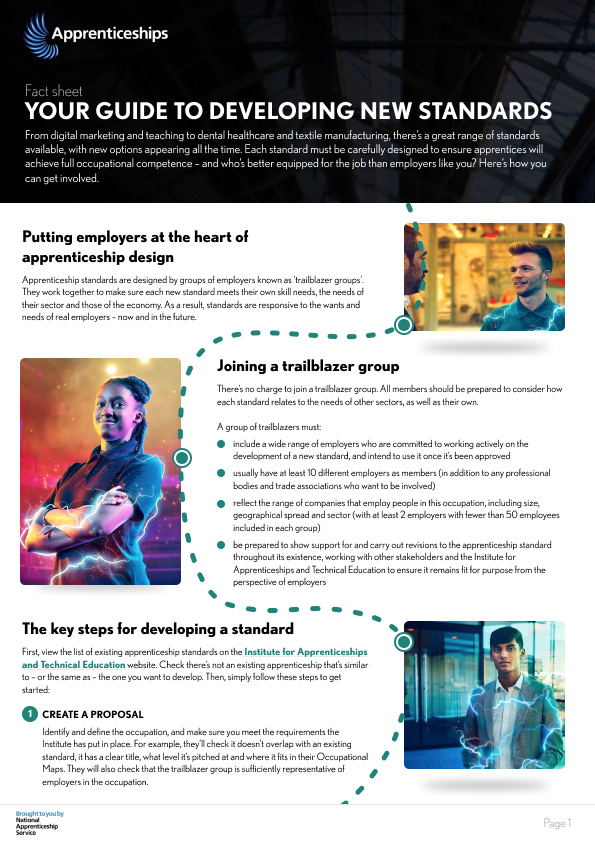 Apprenticeships
Fact sheet
YOUR GUIDE TO DEVELOPING NEW STANDARDS
From digital marketing and teaching to dental healthcare and textile manufacturing, there's a great range of standards
available, with new options appearing all the time. Each standard must be carefully designed to ensure apprentices will
achieve full occupational competence – and who's better equipped for the job than employers like you? Here's how you
can get involved.
Putting employers at the heart of
apprenticeship design
Apprenticeship standards are designed by groups of employers known as 'trailblazer groups'.
They work together to make sure each new standard meets their own skill needs, the needs of
their sector and those of the economy. As a result, standards are responsive to the wants and
needs of real employers – now and in the future.
Joining a trailblazer group
There's no charge to join a trailblazer group. All members should be prepared to consider how
each standard relates to the needs of other sectors, as well as their own.
A group of trailblazers must:
include a wide range of employers who are committed to working actively on the
development of a new standard, and intend to use it once it's been approved
usually have at least 10 different employers as members (in addition to any professional
bodies and trade associations who want to be involved)
reflect the range of companies that employ people in this occupation, including size,
geographical spread and sector (with at least 2 employers with fewer than 50 employees
included in each group)
be prepared to show support for and carry out revisions to the apprenticeship standard
throughout its existence, working with other stakeholders and the Institute for
Apprenticeships and Technical Education to ensure it remains fit for purpose from the
perspective of employers
The key steps for developing a standard
First, view the list of existing apprenticeship standards on the Institute for Apprenticeships
and Technical Education website. Check there's not an existing apprenticeship that's similar
to – or the same as – the one you want to develop. Then, simply follow these steps to get
started:
1 CREATE A PROPOSAL
Identify and define the occupation, and make sure you meet the requirements the
Institute has put in place. For example, they'll check it doesn't overlap with an existing
standard, it has a clear title, what level it's pitched at and where it fits in their Occupational
Maps. They will also check that the trailblazer group is sufficiently representative of
employers in the occupation.
Brought to you by
National
Apprenticeship
Service
Page 1